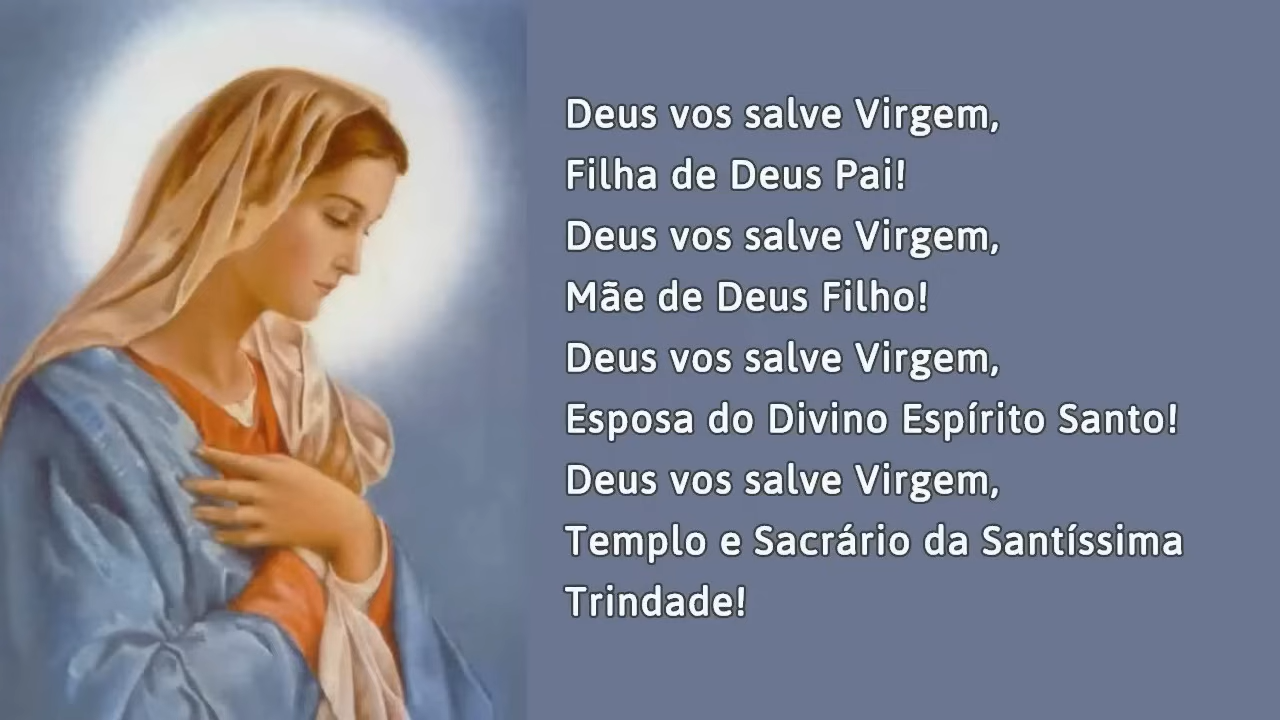 Deus vos salve Virgem,
Filha de Deus Pai!
Deus vos salve Virgem,
Mãe de Deus Filho!
Deus vos salve Virgem,
Esposa do Divino Espírito Santo!
Deus vos salve Virgem,
Templo e Sacrário da Santíssima
Trindade!